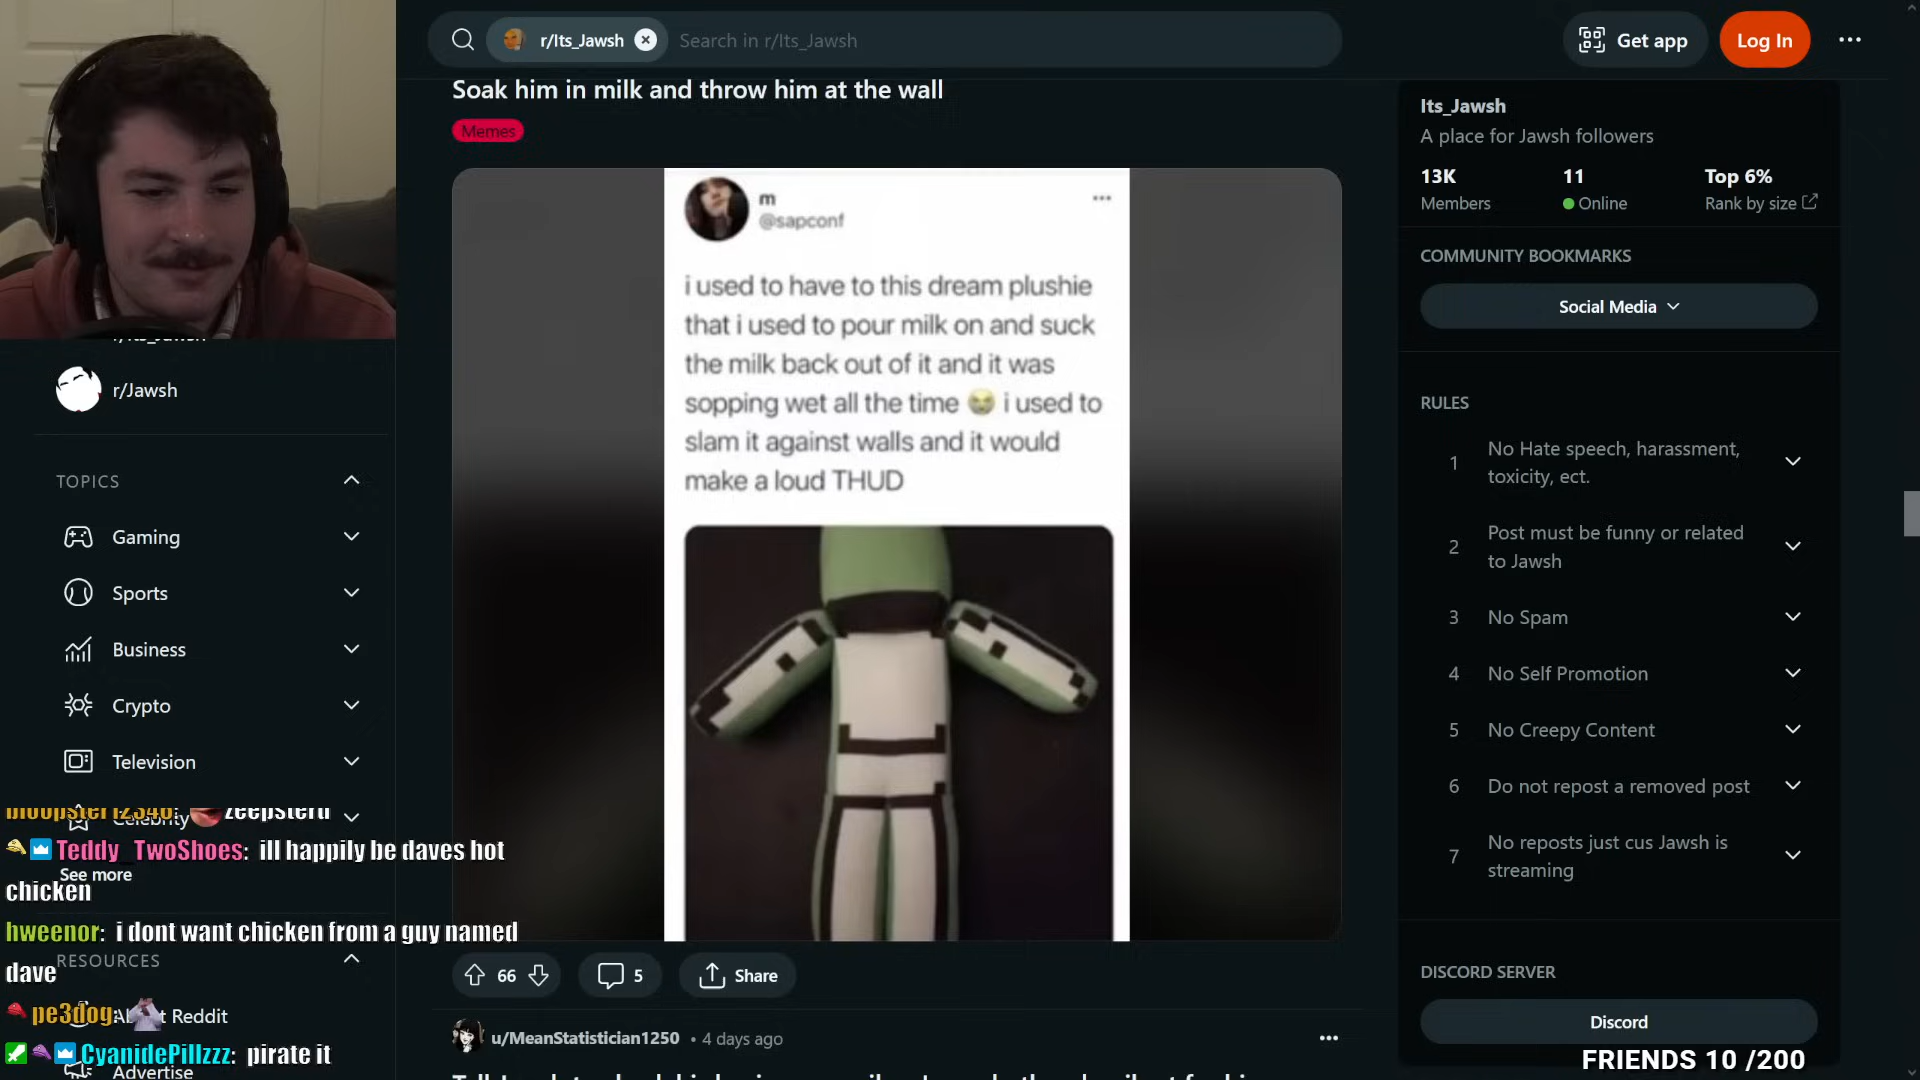 r/Its_Jawsh
Search in r/Its_Jawsh
Get app
Log In
Soak him in milk and throw him at the wall
Memes
m
@sapconf
i used to have to this dream plushie
that i used to pour milk on and suck
the milk back out of it and it was
sopping wet all the time 😭 i used to
slam it against walls and it would
make a loud THUD
66
5
Share
u/MeanStatistician1250 • 4 days ago
r/Jawsh
TOPICS
Gaming
Sports
Business
Crypto
Television
Celebrity
See more
RESOURCES
Reddit
Advertise
zeepsterd
Teddy_TwoShoes: ill happily be daves hot
chicken
hweenor: i dont want chicken from a guy named
dave
pe3dog:
CyanidePillzzz: pirate it
Its_Jawsh
A place for Jawsh followers
13K
Members
11
Online
Top 6%
Rank by size
COMMUNITY BOOKMARKS
Social Media
RULES
1
No Hate speech, harassment,
toxicity, ect.
2
Post must be funny or related
to Jawsh
3
No Spam
4
No Self Promotion
5
No Creepy Content
6
Do not repost a removed post
7
No reposts just cus Jawsh is
streaming
DISCORD SERVER
Discord
FRIENDS 10 /200